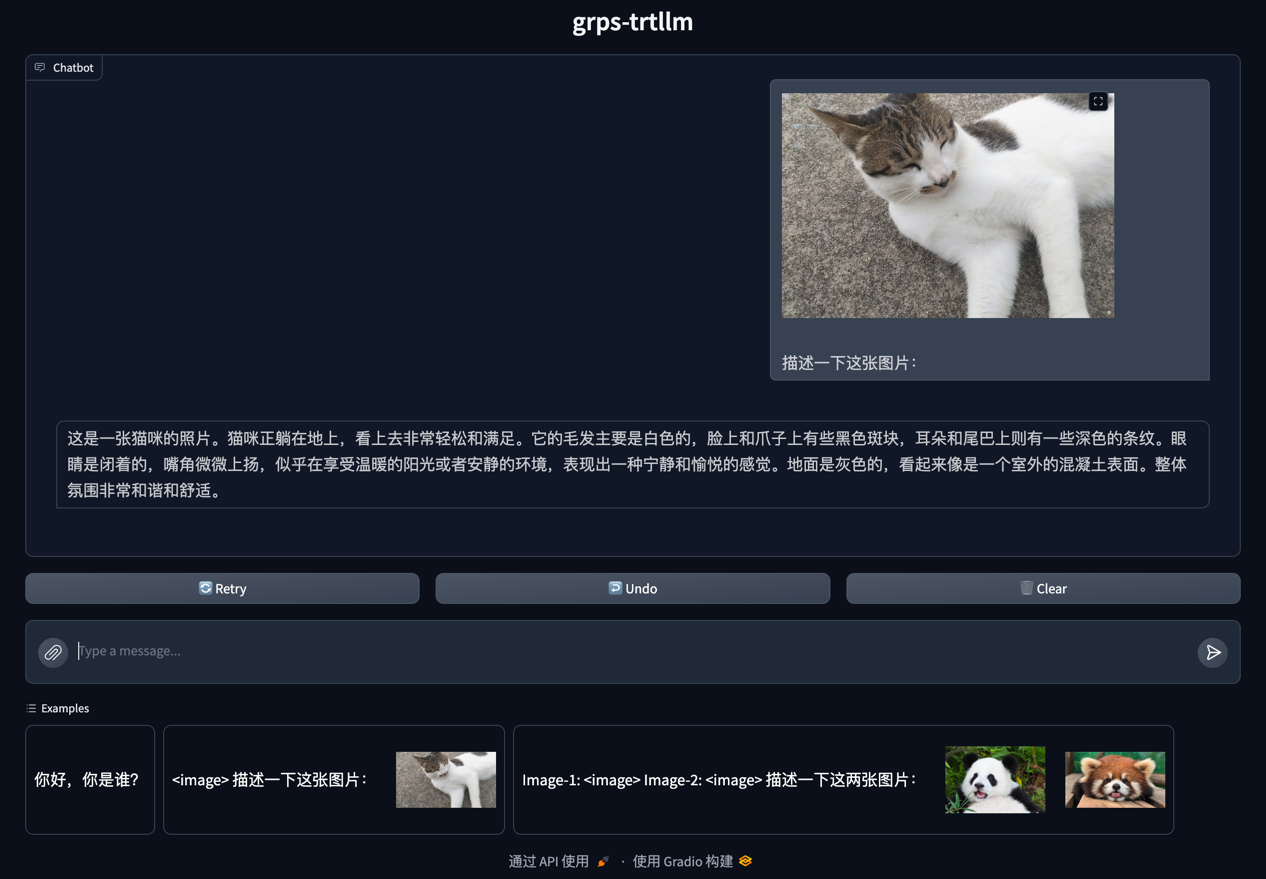 grps-trtllm
Chatbot
描述一下这张图片：
这是一张猫咪的照片。猫咪正躺在地上，看上去非常轻松和满足。它的毛发主要是白色的，脸上和爪子上有些黑色斑块，耳朵和尾巴上则有一些深色的条纹。眼
睛是闭着的，嘴角微微上扬，似乎在享受温暖的阳光或者安静的环境，表现出一种宁静和愉悦的感觉。地面是灰色的，看起来像是一个室外的混凝土表面。整体
氛围非常和谐和舒适。
Retry
Undo
Clear
Type a message...
Examples
你好，你是谁？
<image> 描述一下这张图片：
Image-1: <image> Image-2: <image> 描述一下这两张图片：
通过 API 使用 · 使用 Gradio 构建